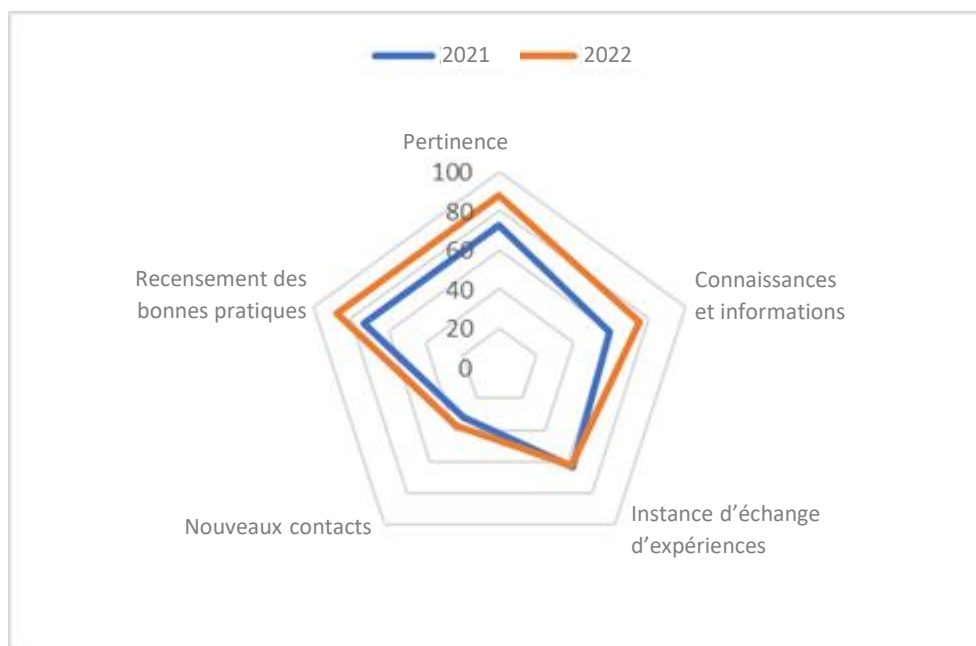 2021 2022
Pertinence
100
80
60
40
20
0
Recensement des
bonnes pratiques
Connaissances
et informations
Nouveaux contacts
Instance d’échange
d’expériences